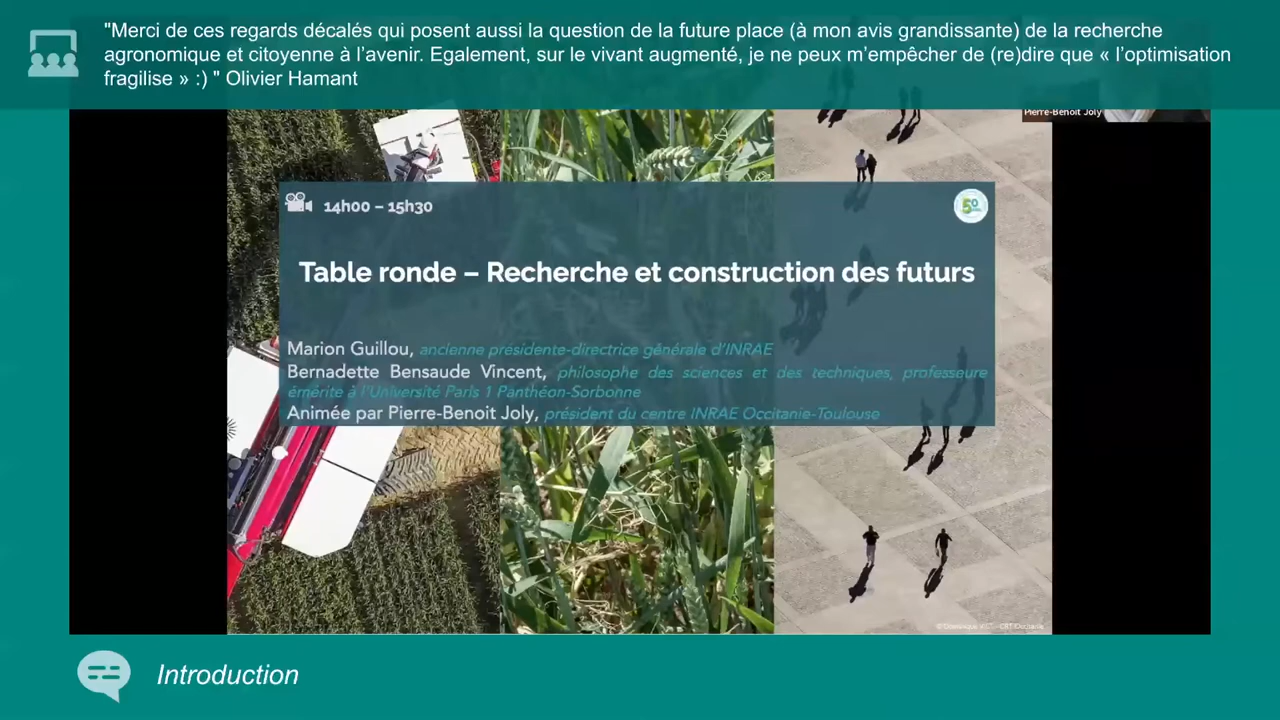 "Merci de ces regards décalés qui posent aussi la question de la future place (à mon avis grandissante) de la recherche
agronomique et citoyenne à l'avenir. Egalement, sur le vivant augmenté, je ne peux m'empêcher de (re)dire que « l'optimisation
fragilise » :) " Olivier Hamant
Pierre-Benoit Joly
14h00 – 15h30
50
Table ronde – Recherche et construction des futurs
Marion Guillou, ancienne présidente-directrice générale d'INRAE
Bernadette Bensaude Vincent, philosophe des sciences et des techniques, professeure
émérite à l'Université Paris 1 Panthéon-Sorbonne
Animée par Pierre-Benoit Joly, président du centre INRAE Occitanie-Toulouse
Introduction